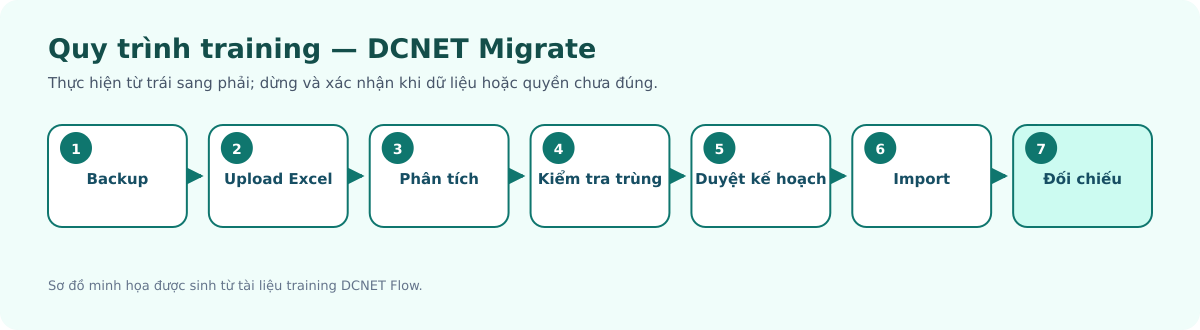 Quy trình training — DCNET Migrate
Thực hiện từ trái sang phải; dừng và xác nhận khi dữ liệu hoặc quyền chưa đúng.
1
Backup
2
Upload Excel
3
Phân tích
4
Kiểm tra trùng
5
Duyệt kế hoạch
6
Import
7
Đối chiếu
Sơ đồ minh họa được sinh từ tài liệu training DCNET Flow.